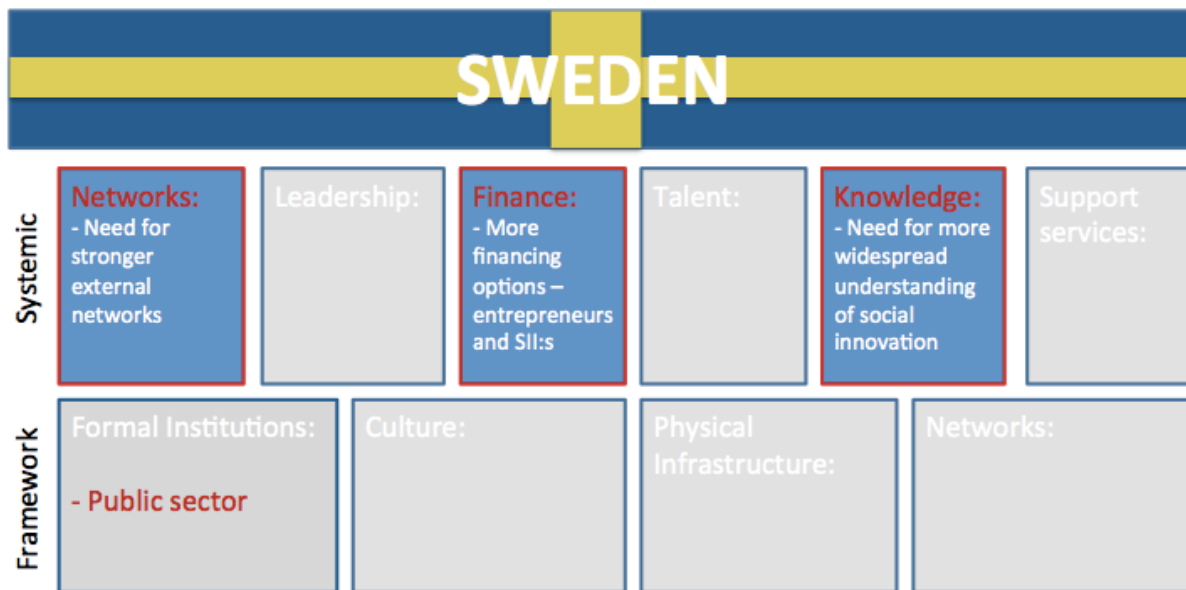 SWEDEN
Systemic
Networks:
- Need for
stronger
external
networks
Leadership:
Finance:
- More
financing
options –
entrepreneurs
and SII:s
Talent:
Knowledge:
- Need for more
widespread
understanding
of social
innovation
Support
services:
Framework
Formal Institutions:
- Public sector
Culture:
Physical
Infrastructure:
Networks: